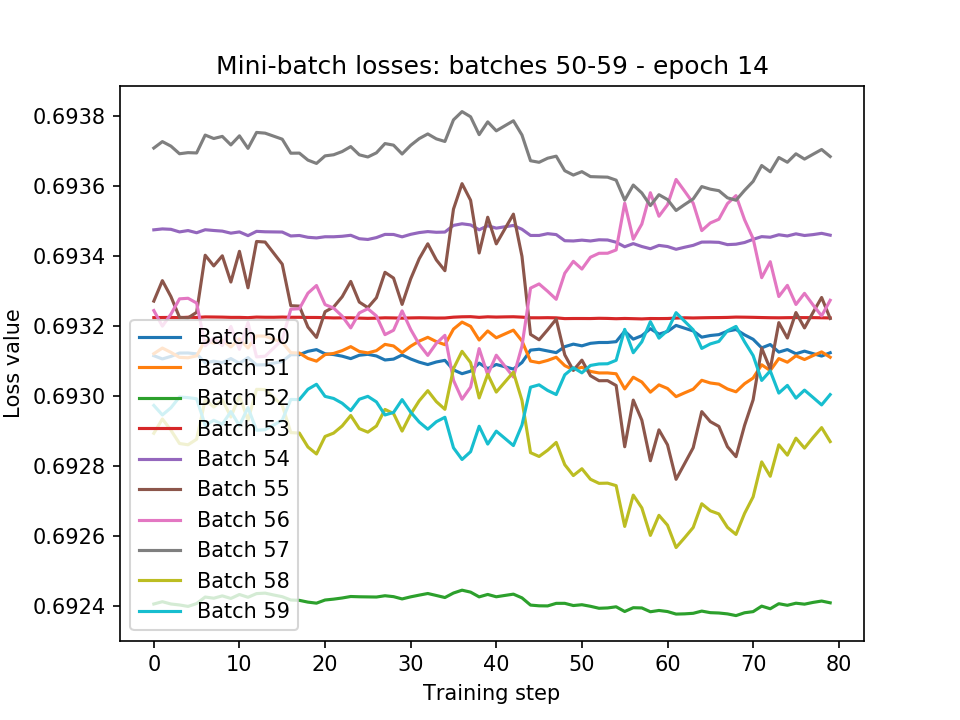 Mini-batch losses: batches 50-59 - epoch 14
Loss value
0.6938
0.6936
0.6934
0.6932
0.6930
0.6928
0.6926
0.6924
Batch 50
Batch 51
Batch 52
Batch 53
Batch 54
Batch 55
Batch 56
Batch 57
Batch 58
Batch 59
0 10 20 30 40 50 60 70 80
Training step